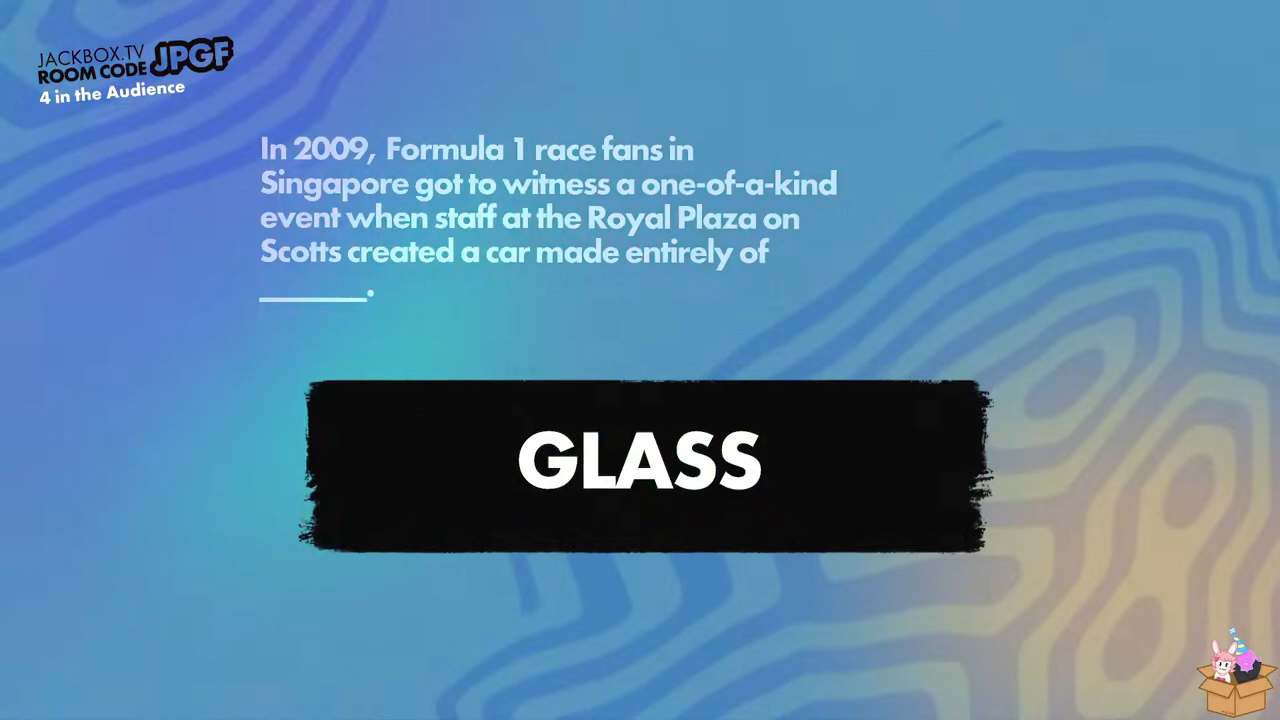 JACKBOX.TV
ROOM CODE JPGF
4 in the Audience
In 2009, Formula 1 race fans in
Singapore got to witness a one-of-a-kind
event when staff at the Royal Plaza on
Scotts created a car made entirely of
________.
GLASS